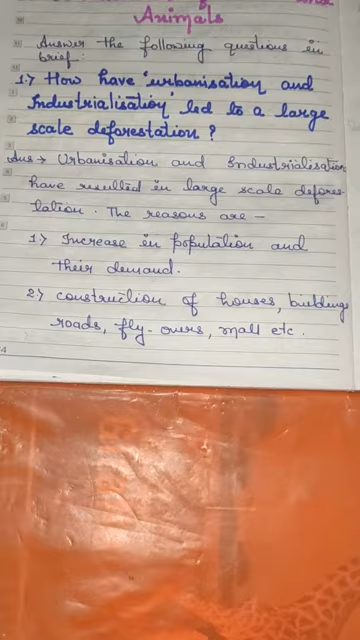 Animals
Answer the following questions in
brief:
1.) How have 'urbanisation and
Industrialisation' led to a large
scale deforestation?
Ans → Urbanisation and Industrialisation
have resulted in large scale defores-
tation. The reasons are -
1.) Increase in population and
their demand.
2.) construction of houses, buildings
roads, fly-overs, mall etc.